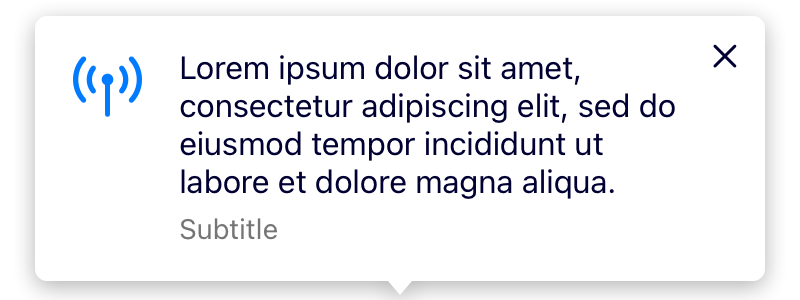 Lorem ipsum dolor sit amet,
consectetur adipiscing elit, sed do
eiusmod tempor incididunt ut
labore et dolore magna aliqua.
Subtitle